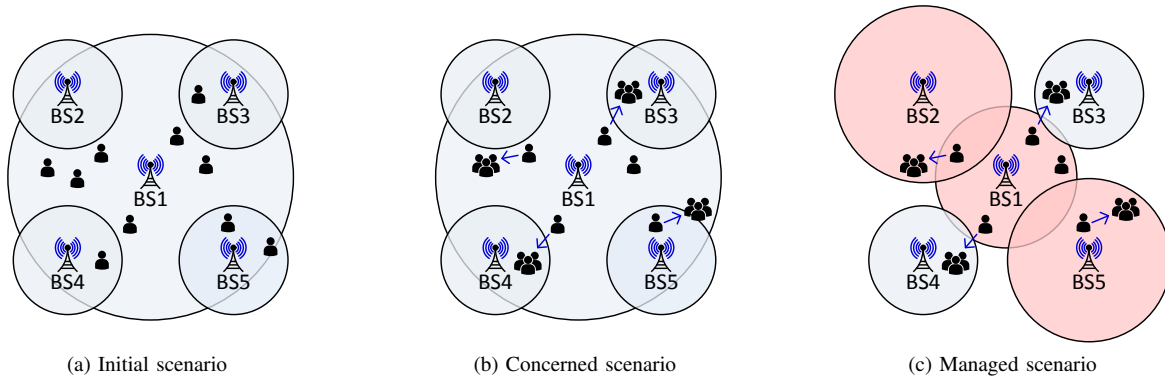 BS2
BS3
BS1
BS4
BS5
(a) Initial scenario
BS2
BS3
BS1
BS4
BS5
(b) Concerned scenario
BS2
BS3
BS1
BS4
BS5
(c) Managed scenario